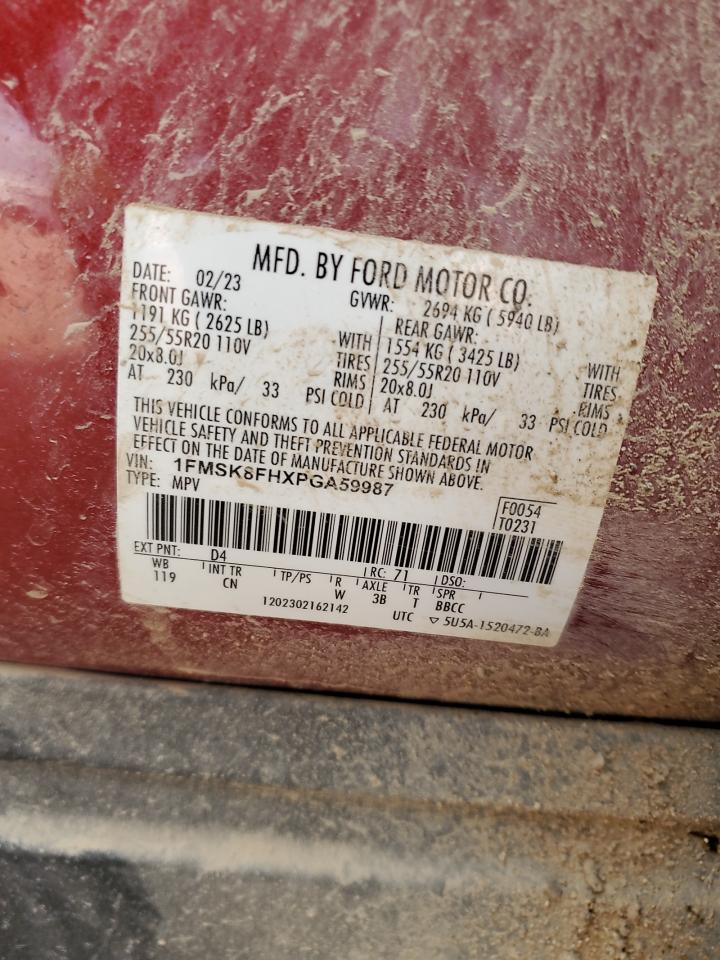 MFD. BY FORD MOTOR CO.
DATE: 02/23 GVWR: 2694 KG ( 5940 LB)
FRONT GAWR: REAR GAWR:
1191 KG ( 2625 LB) WITH 1554 KG ( 3425 LB) WITH
255/55R20 110V TIRES 255/55R20 110V TIRES
20x8.0J RIMS 20x8.0J RIMS
AT 230 kPa/ 33 PSI COLD AT 230 kPa/ 33 PSI COLD
THIS VEHICLE CONFORMS TO ALL APPLICABLE FEDERAL MOTOR
VEHICLE SAFETY AND THEFT PREVENTION STANDARDS IN
EFFECT ON THE DATE OF MANUFACTURE SHOWN ABOVE.
VIN: 1FMSK8FHXPGA59987
TYPE: MPV
F0054
T0231
EXT PNT: D4 RC: 71 DSO:
WB INT TR TP/PS R AXLE TR SPR
119 CN W 3B T BBCC
1202302162142 UTC ▽ 5U5A-1520472-BA